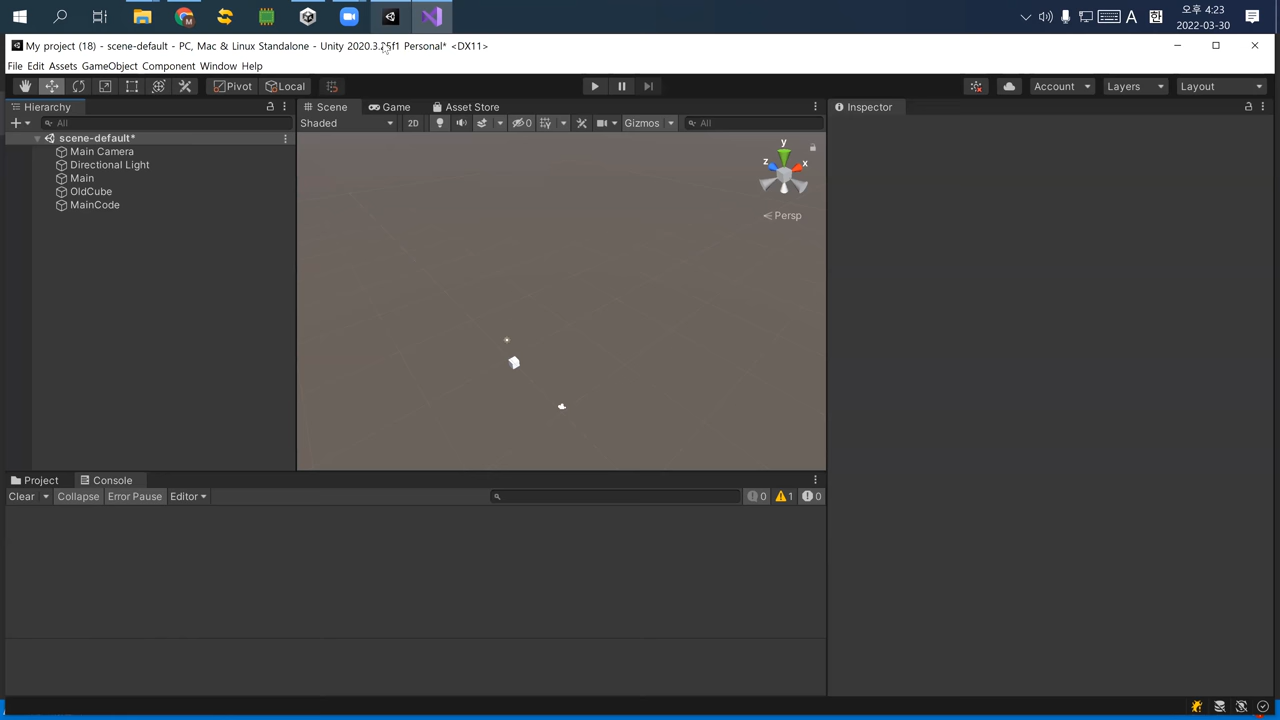 한 A 오후 4:23
2022-03-30
My project (18) - scene-default - PC, Mac & Linux Standalone - Unity 2020.3.25f1 Personal* <DX11>
File Edit Assets GameObject Component Window Help
Pivot Local Account Layers Layout
Hierarchy
All
scene-default*
Main Camera
Directional Light
Main
OldCube
MainCode
Scene Game Asset Store
Shaded 2D 0 Gizmos All
y
z x
Persp
Inspector
Project Console
Clear Collapse Error Pause Editor 0 1 0